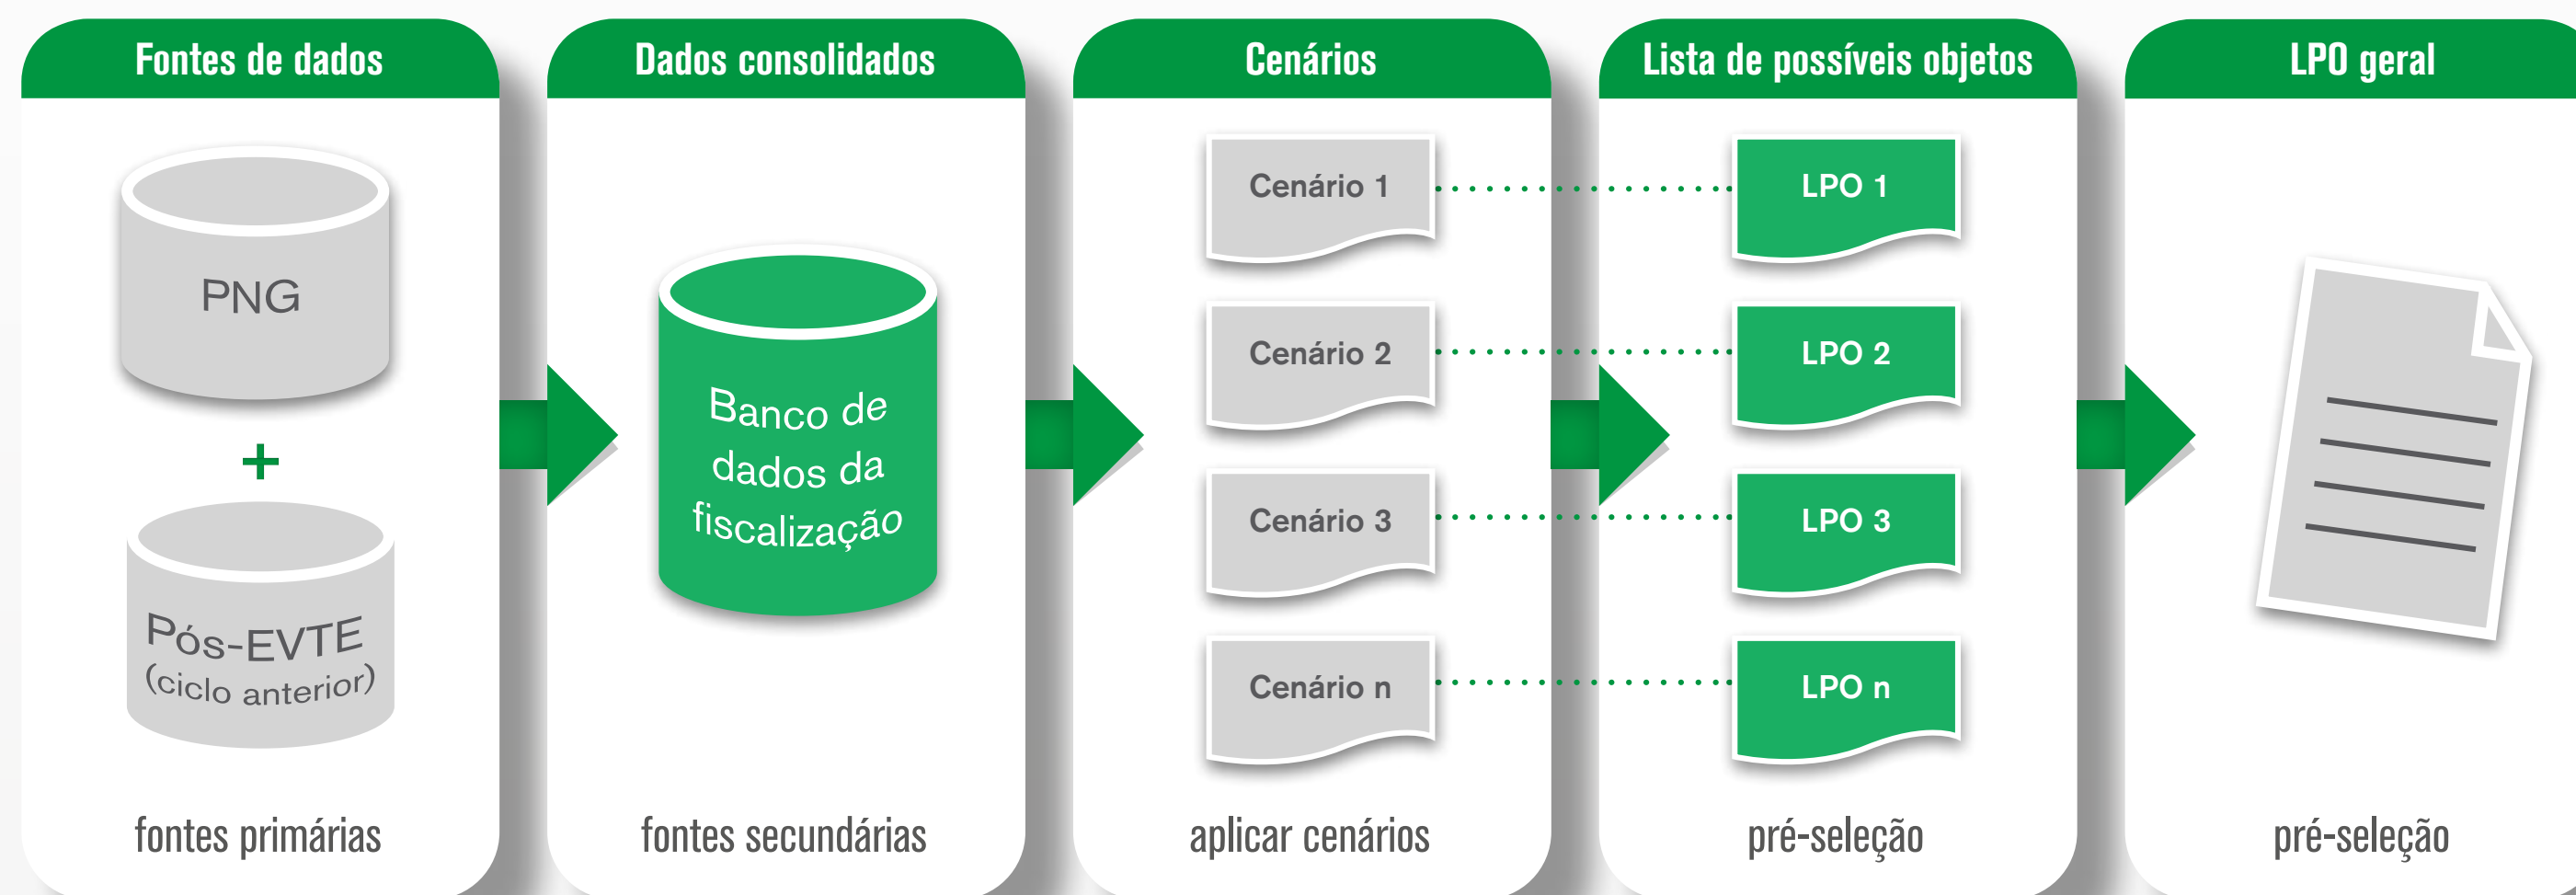 Fontes de dados
PNG
+
Pós-EVTE
(ciclo anterior)
fontes primárias
Dados consolidados
Banco de
dados da
fiscalização
fontes secundárias
Cenários
Cenário 1
Cenário 2
Cenário 3
Cenário n
aplicar cenários
Lista de possíveis objetos
LPO 1
LPO 2
LPO 3
LPO n
pré-seleção
LPO geral
pré-seleção